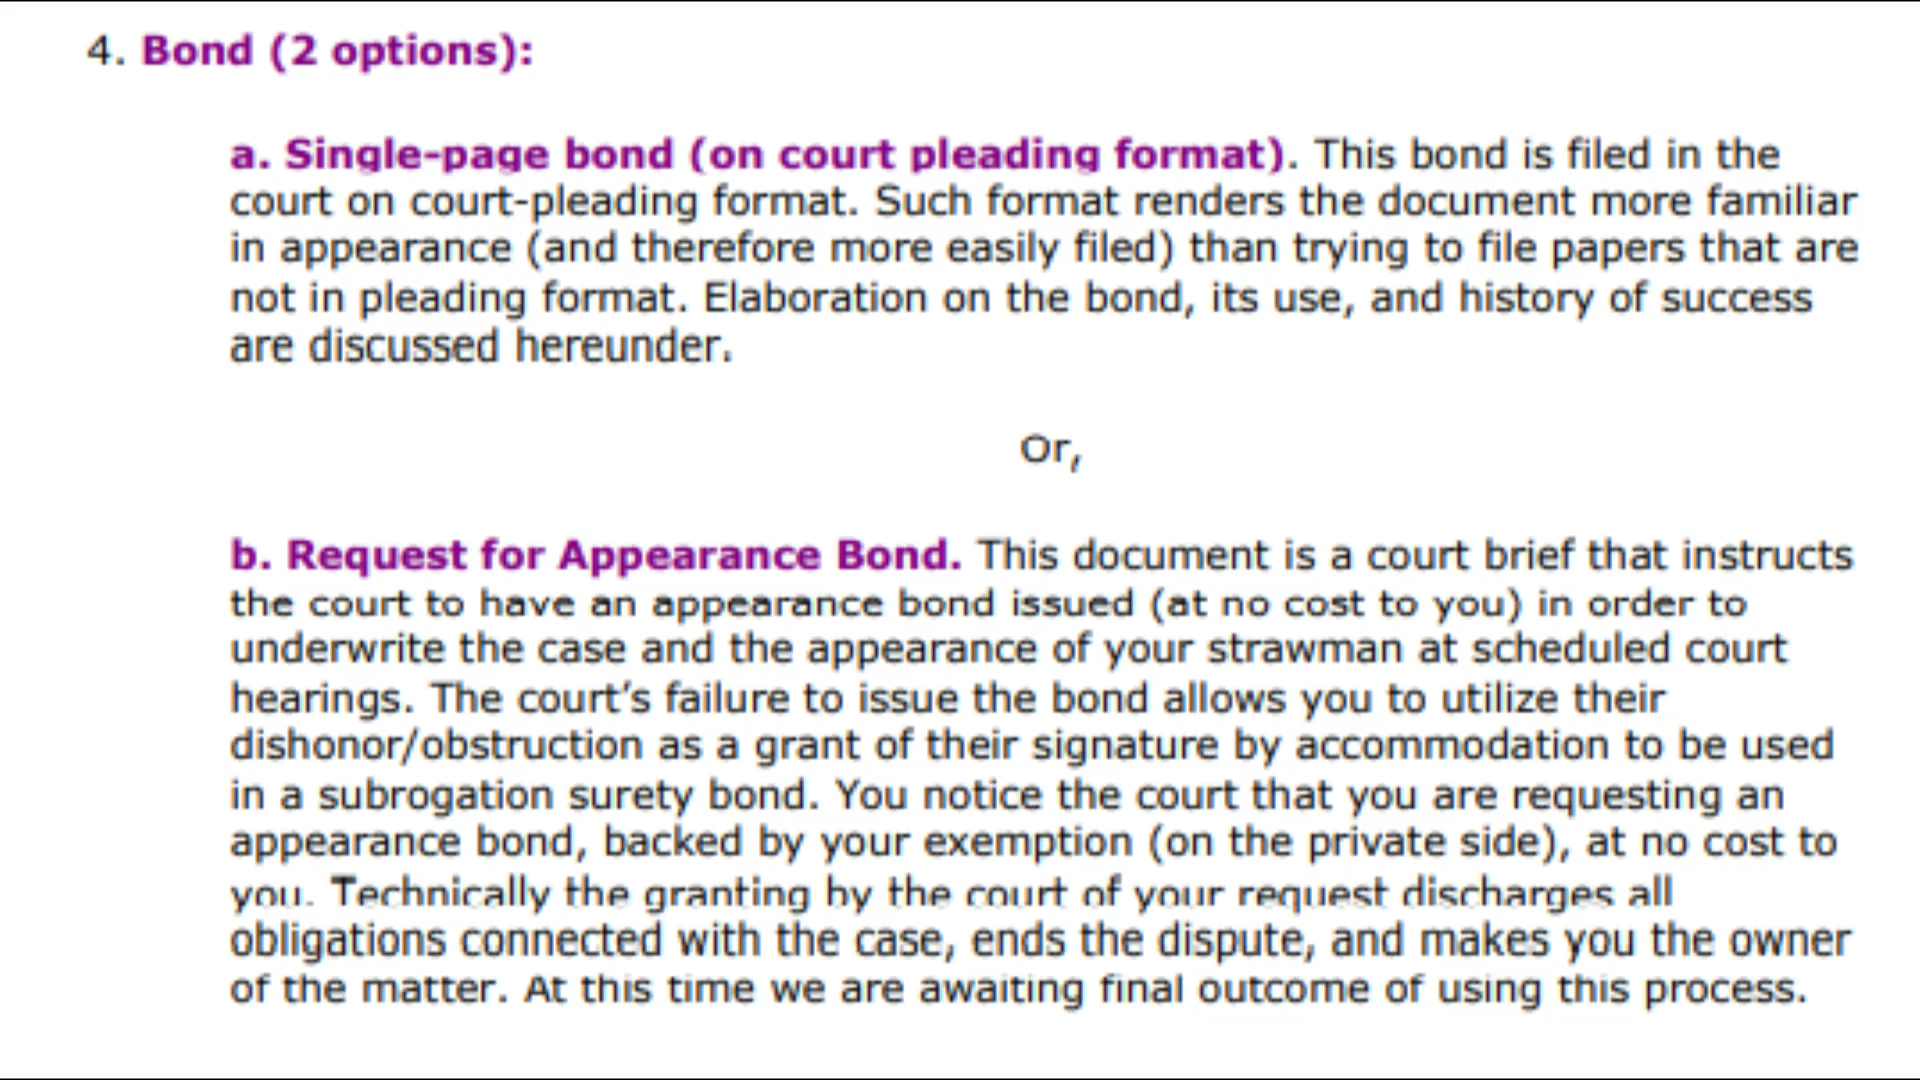 4. Bond (2 options):
a. Single-page bond (on court pleading format). This bond is filed in the
court on court-pleading format. Such format renders the document more familiar
in appearance (and therefore more easily filed) than trying to file papers that are
not in pleading format. Elaboration on the bond, its use, and history of success
are discussed hereunder.
Or,
b. Request for Appearance Bond. This document is a court brief that instructs
the court to have an appearance bond issued (at no cost to you) in order to
underwrite the case and the appearance of your strawman at scheduled court
hearings. The court’s failure to issue the bond allows you to utilize their
dishonor/obstruction as a grant of their signature by accommodation to be used
in a subrogation surety bond. You notice the court that you are requesting an
appearance bond, backed by your exemption (on the private side), at no cost to
you. Technically the granting by the court of your request discharges all
obligations connected with the case, ends the dispute, and makes you the owner
of the matter. At this time we are awaiting final outcome of using this process.